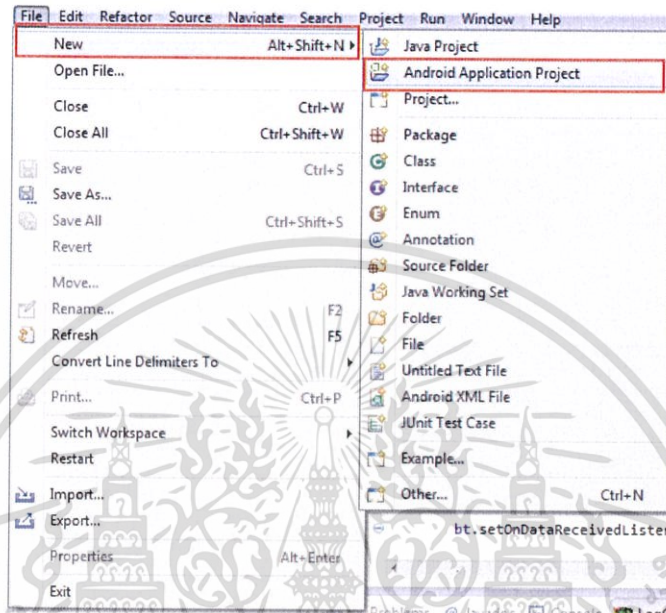 File Edit Refactor Source Navigate Search Project Run Window Help
New Alt+Shift+N
Open File...
Close Ctrl+W
Close All Ctrl+Shift+W
Save Ctrl+S
Save As...
Save All Ctrl+Shift+S
Revert
Move...
Rename... F2
Refresh F5
Convert Line Delimiters To
Print... Ctrl+P
Switch Workspace
Restart
Import...
Export...
Properties Alt+Enter
Exit
Java Project
Android Application Project
Project...
Package
Class
Interface
Enum
Annotation
Source Folder
Java Working Set
Folder
File
Untitled Text File
Android XML File
JUnit Test Case
Example...
Other... Ctrl+N
bt.setOnDataReceivedListen